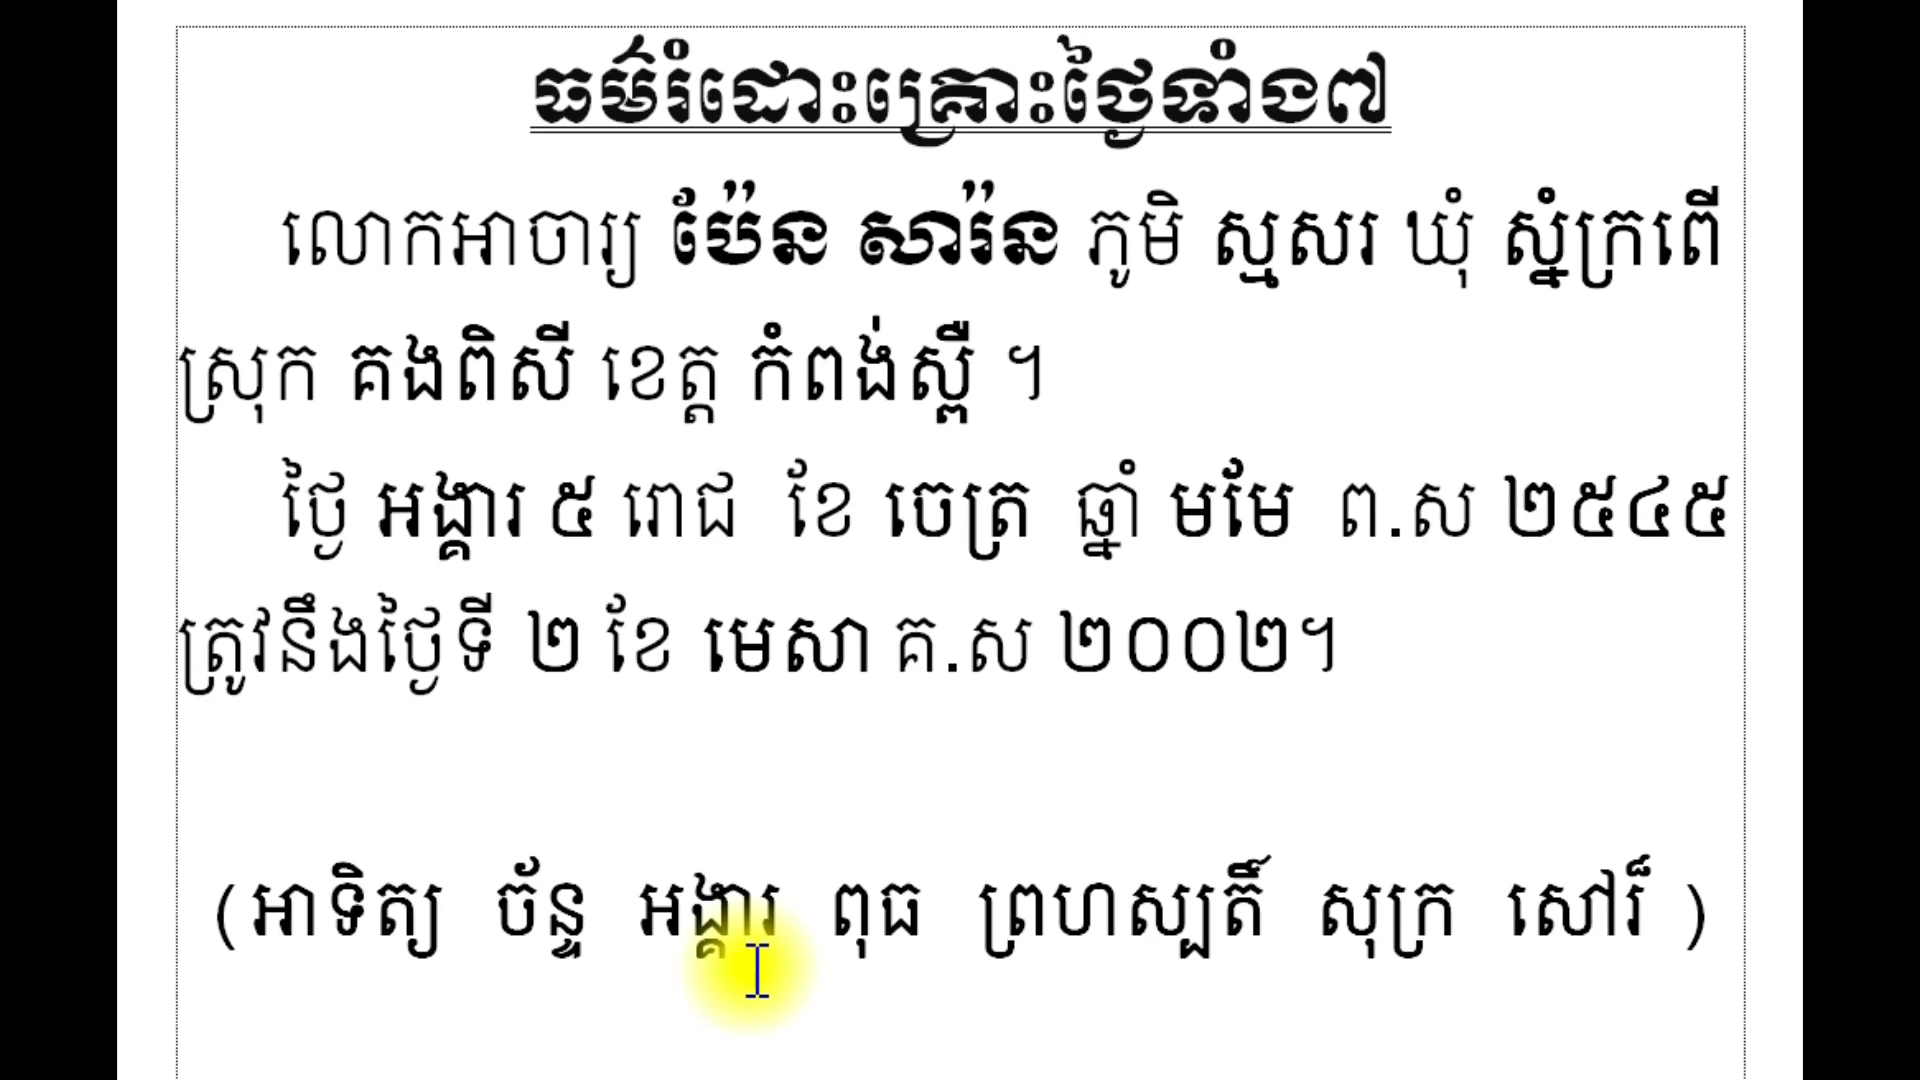 ធម៌រំដោះគ្រោះថ្ងៃទាំង៧
លោកអាចារ្យ ប៉ែន សារ៉ន ភូមិ ស្មសរ ឃុំ ស្នំក្រពើ
ស្រុក គងពិសី ខេត្ត កំពង់ស្ពឺ ។
ថ្ងៃ អង្គារ ៥ រោជ ខែ ចេត្រ ឆ្នាំ មមែ ព.ស ២៥៤៥
ត្រូវនឹងថ្ងៃទី ២ ខែ មេសា គ.ស ២០០២។
(អាទិត្យ ច័ន្ទ អង្គារ ពុធ ព្រហស្បតិ៍ សុក្រ សៅរ៏ )